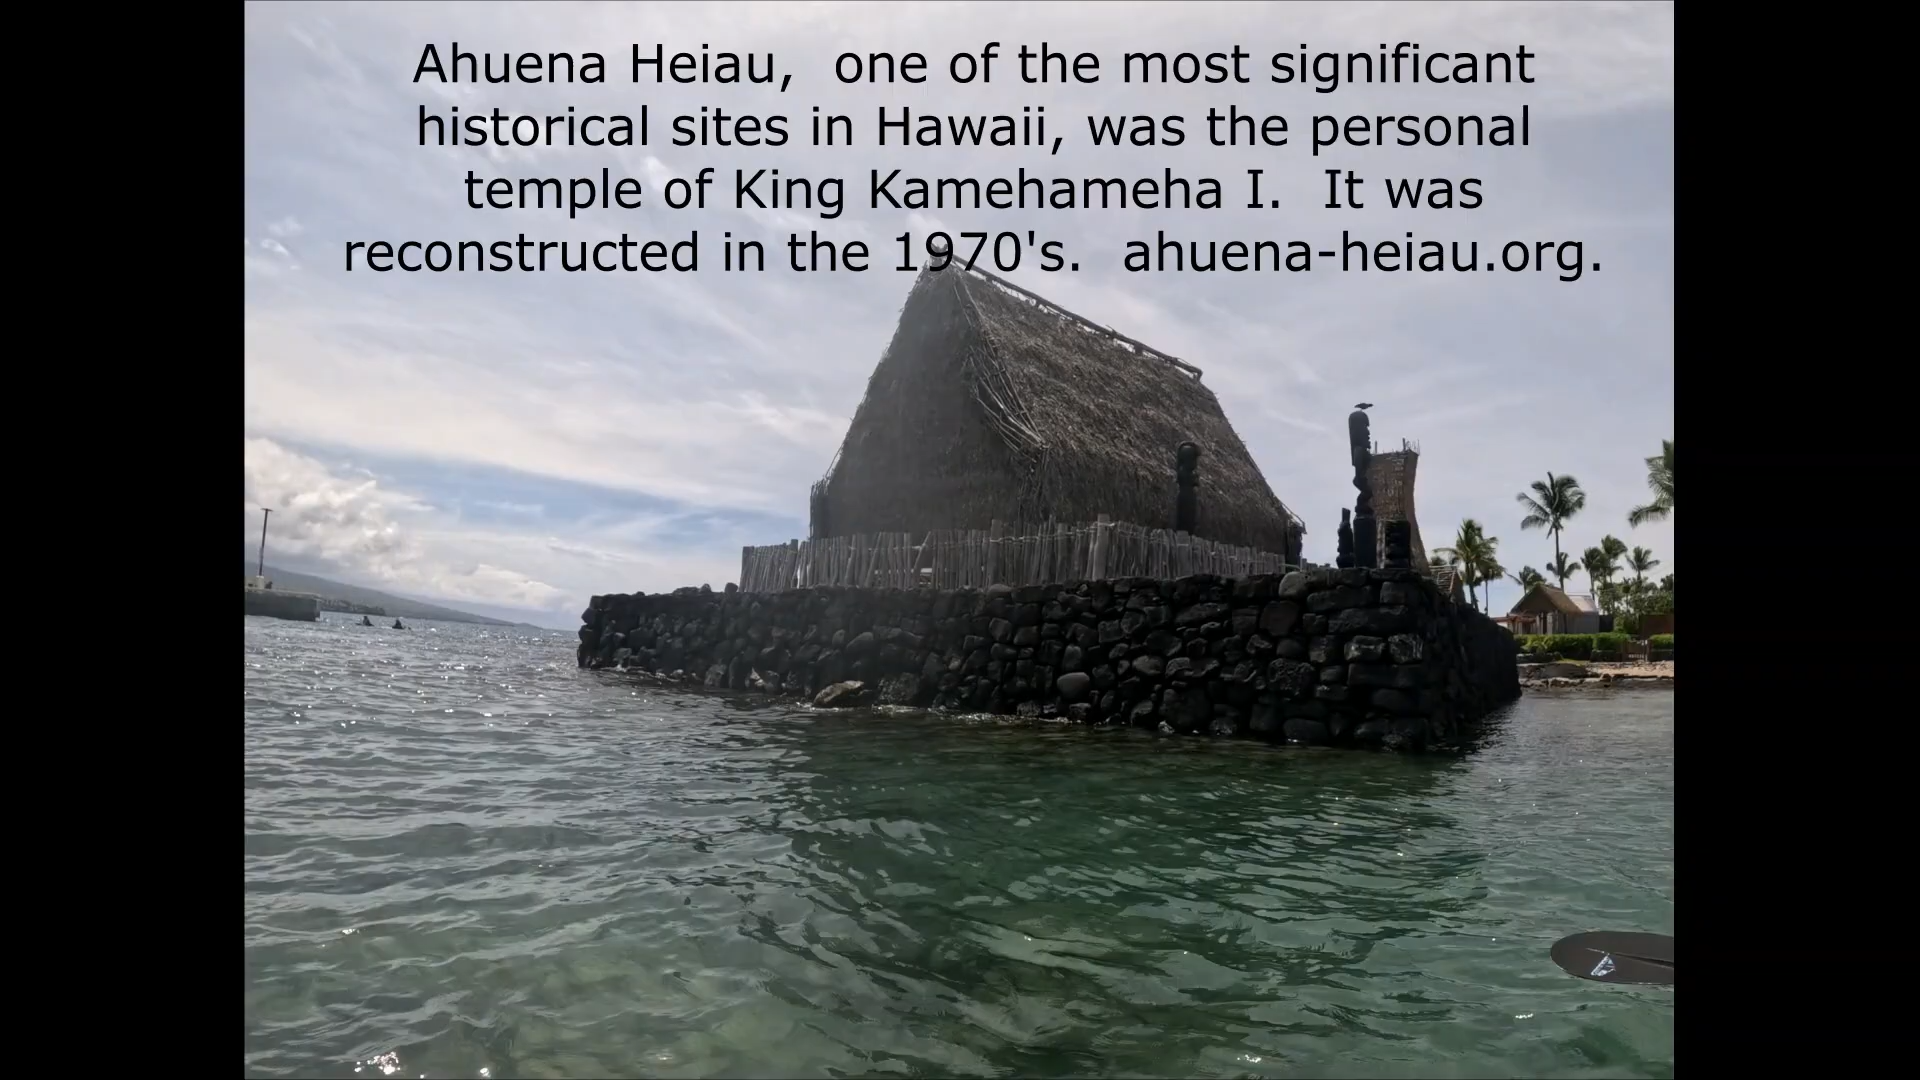 Ahuena Heiau,  one of the most significant
historical sites in Hawaii, was the personal
temple of King Kamehameha I.  It was
reconstructed in the 1970's.  ahuena-heiau.org.